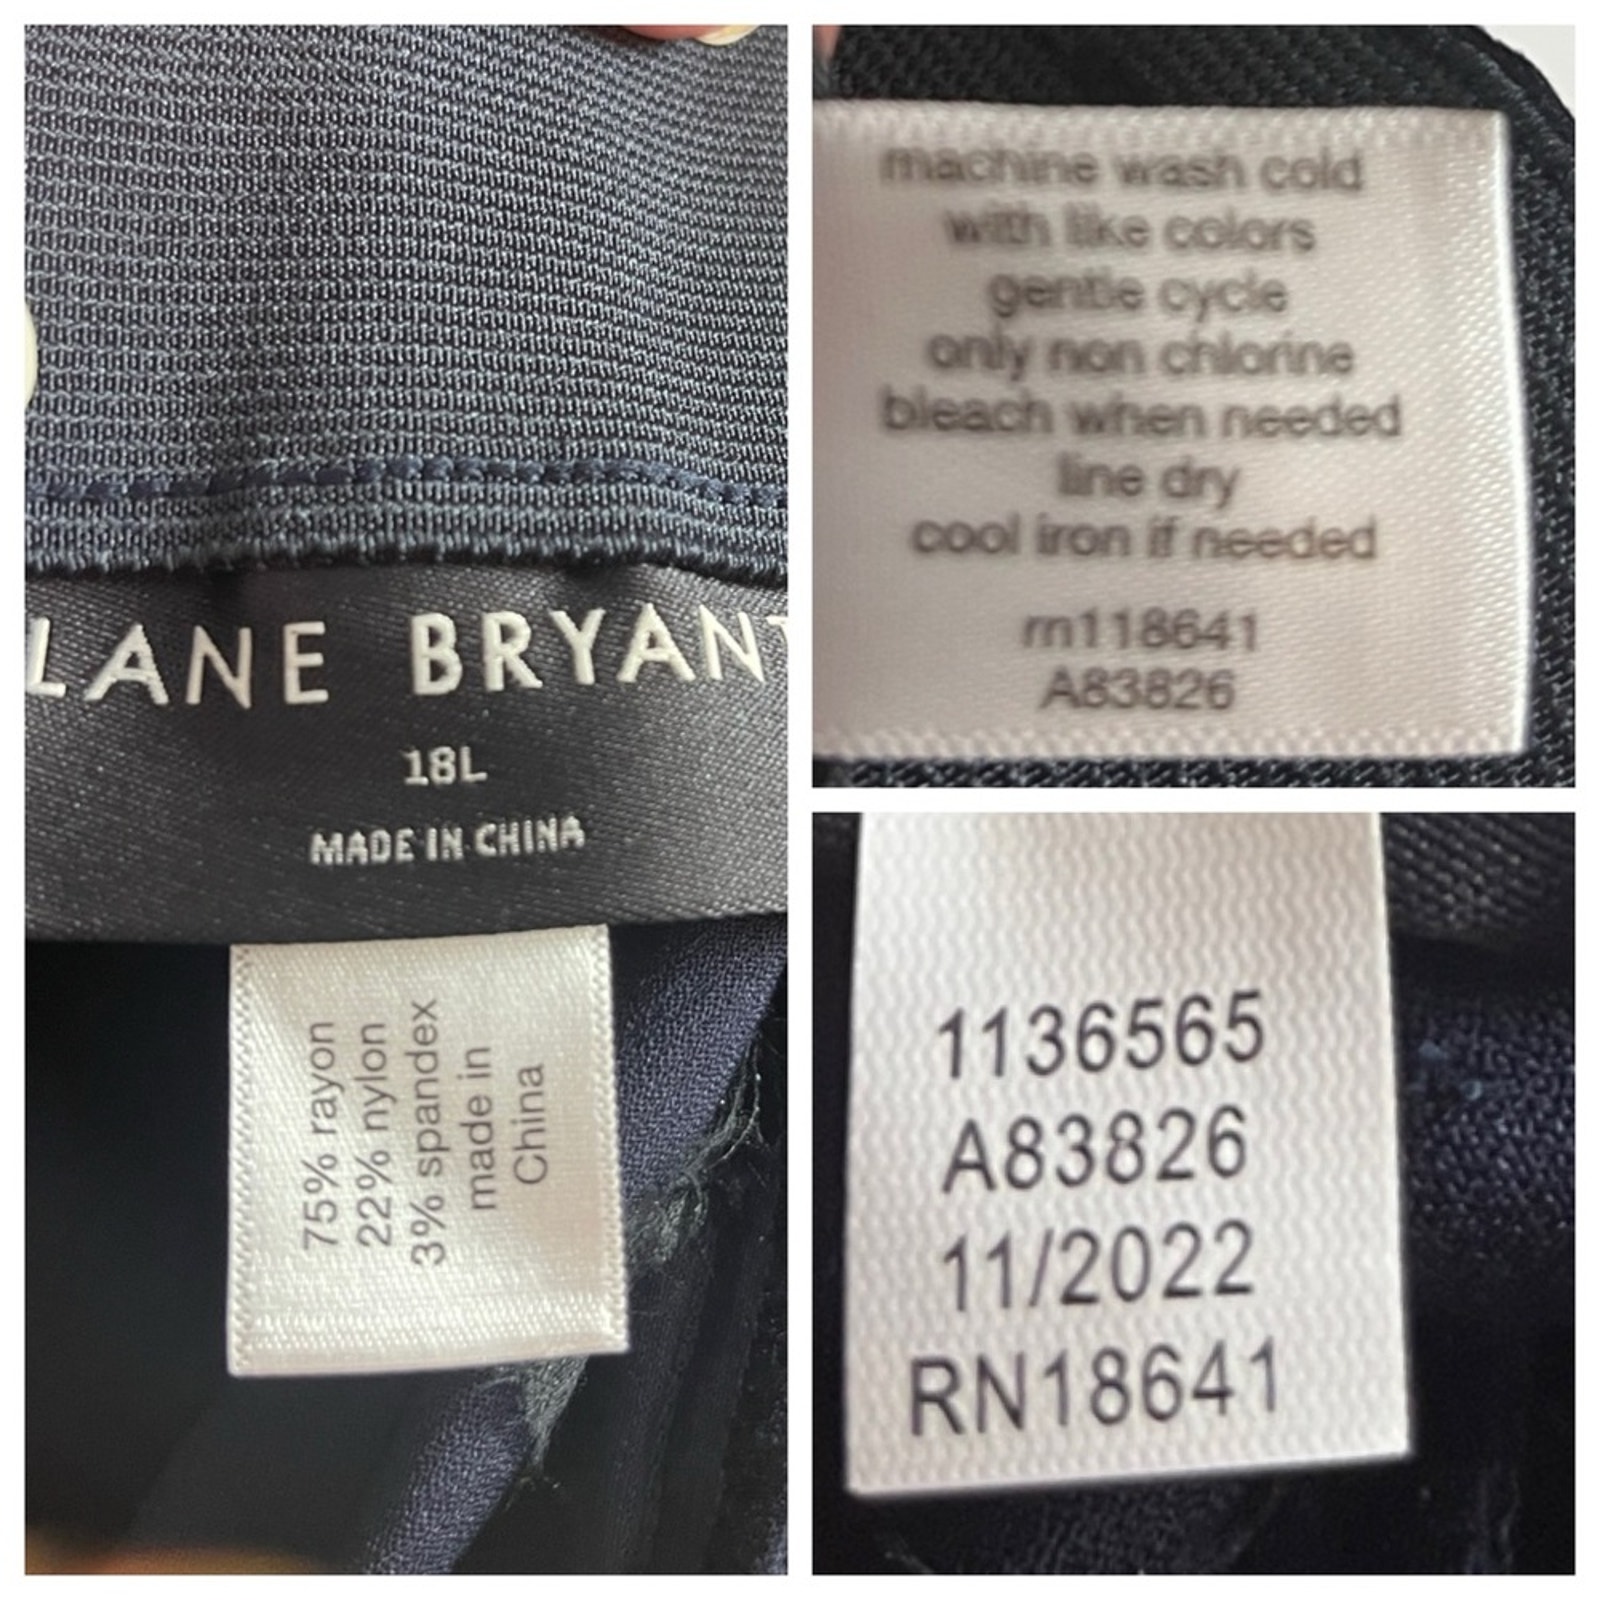 LANE BRYANT
18L
MADE IN CHINA
75% rayon
22% nylon
3% spandex
made in
China
machine wash cold
with like colors
gentle cycle
only non chlorine
bleach when needed
line dry
cool iron if needed
rn118641
A83826
1136565
A83826
11/2022
RN18641